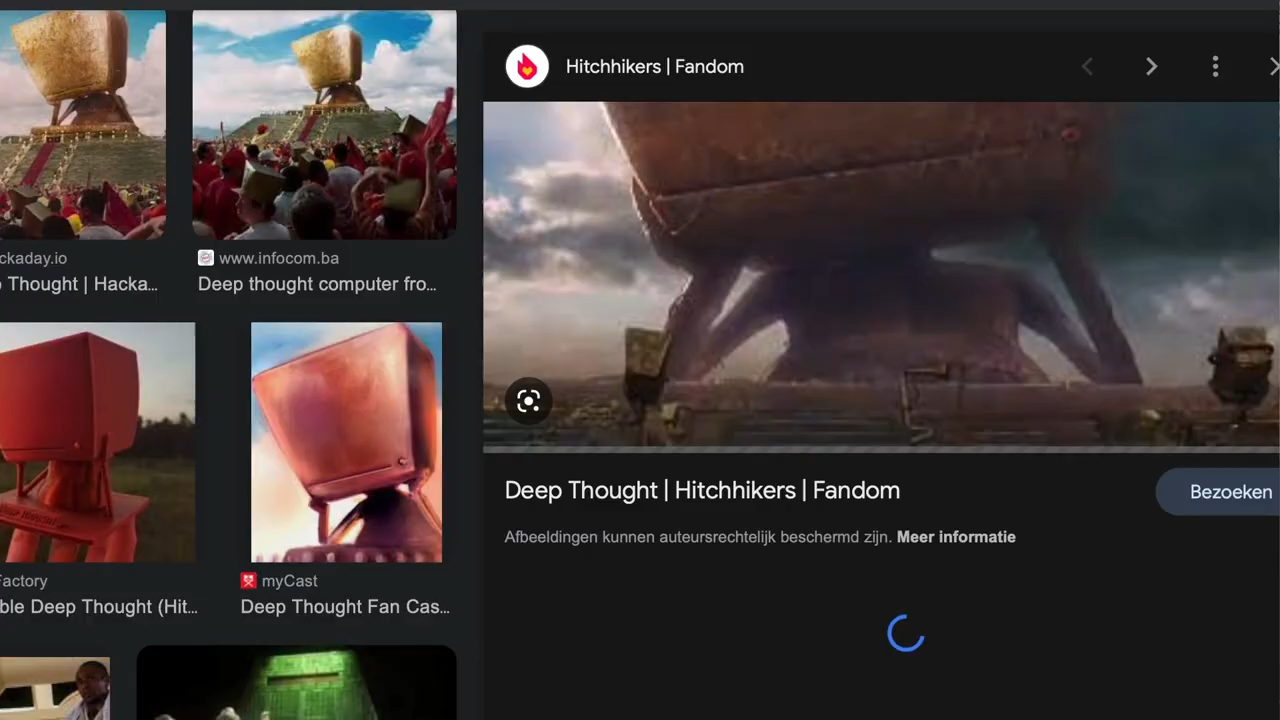 Hitchhikers | Fandom
ckaday.io
Thought | Hacka...
www.infocom.ba
Deep thought computer fro...
Deep Thought | Hitchhikers | Fandom
Bezoeken
Afbeeldingen kunnen auteursrechtelijk beschermd zijn. Meer informatie
Factory
ble Deep Thought (Hit...
myCast
Deep Thought Fan Cas...